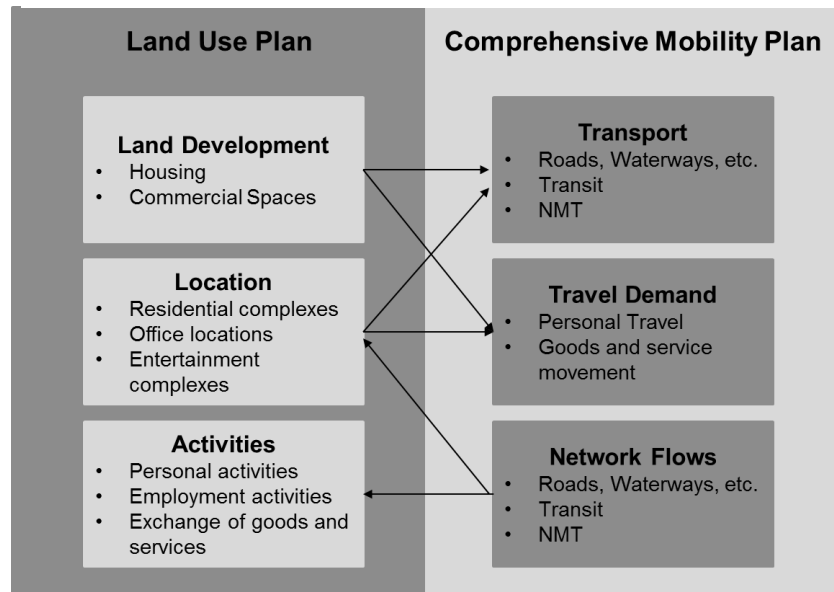 Land Use Plan
Comprehensive Mobility Plan
Land Development
• Housing
• Commercial Spaces
Transport
• Roads, Waterways, etc.
• Transit
• NMT
Location
• Residential complexes
• Office locations
• Entertainment
complexes
Travel Demand
• Personal Travel
• Goods and service
movement
Activities
• Personal activities
• Employment activities
• Exchange of goods and
services
Network Flows
• Roads, Waterways, etc.
• Transit
• NMT